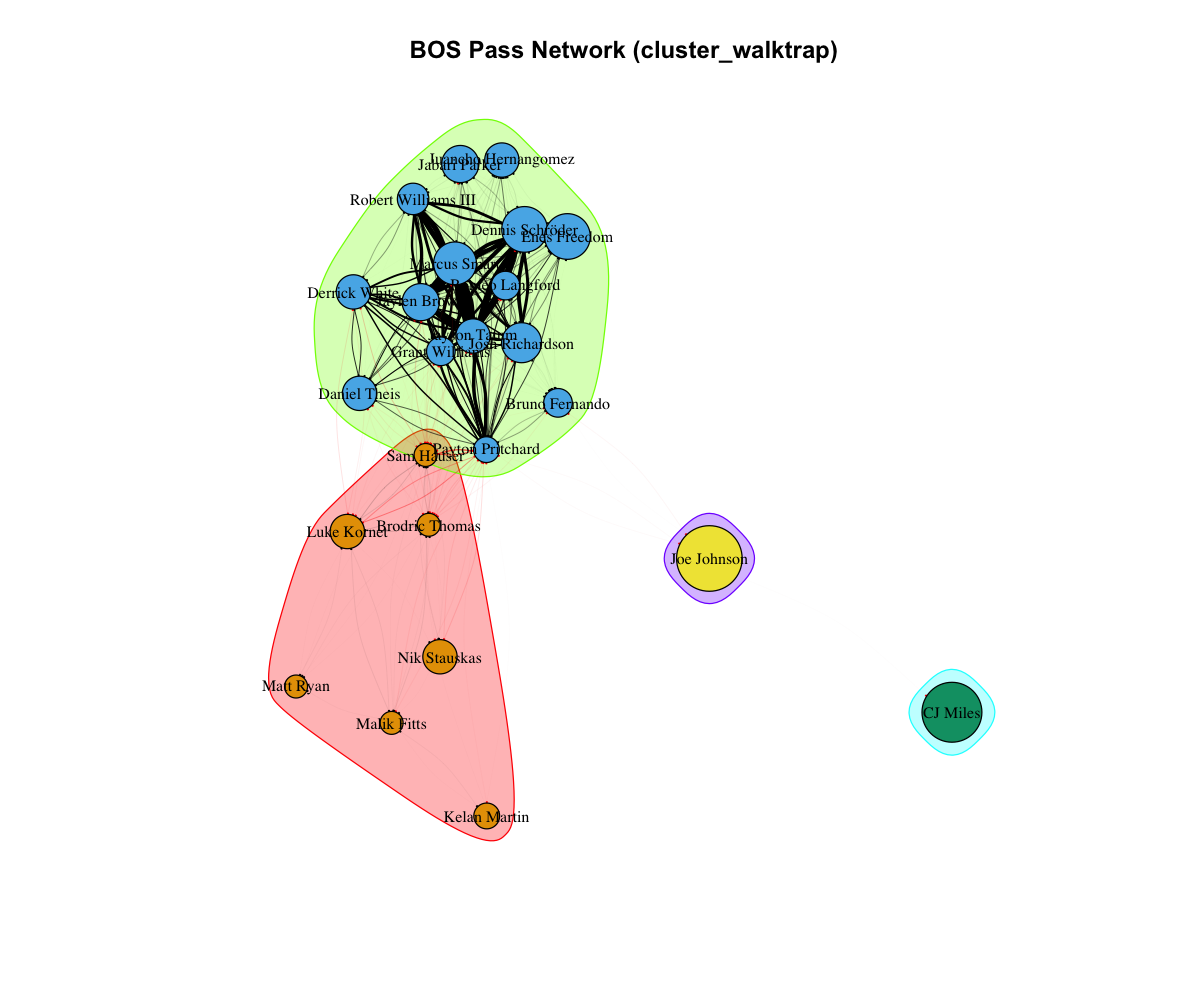 BOS Pass Network (cluster_walktrap)
Juancho Hernangomez
Jabari Parker
Robert Williams III
Dennis Schröder
Enes Freedom
Marcus Smart
Romeo Langford
Derrick White
Jaylen Brown
Jayson Tatum
Josh Richardson
Grant Williams
Daniel Theis
Bruno Fernando
Payton Pritchard
Sam Hauser
Brodric Thomas
Luke Kornet
Joe Johnson
Nik Stauskas
Matt Ryan
CJ Miles
Malik Fitts
Kelan Martin